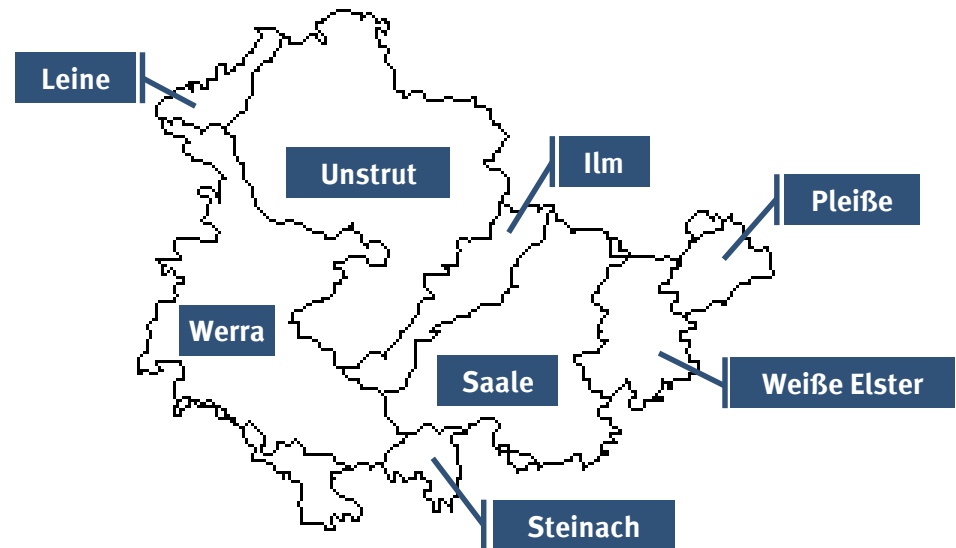 Leine
Unstrut
Ilm
Pleiße
Werra
Saale
Weiße Elster
Steinach